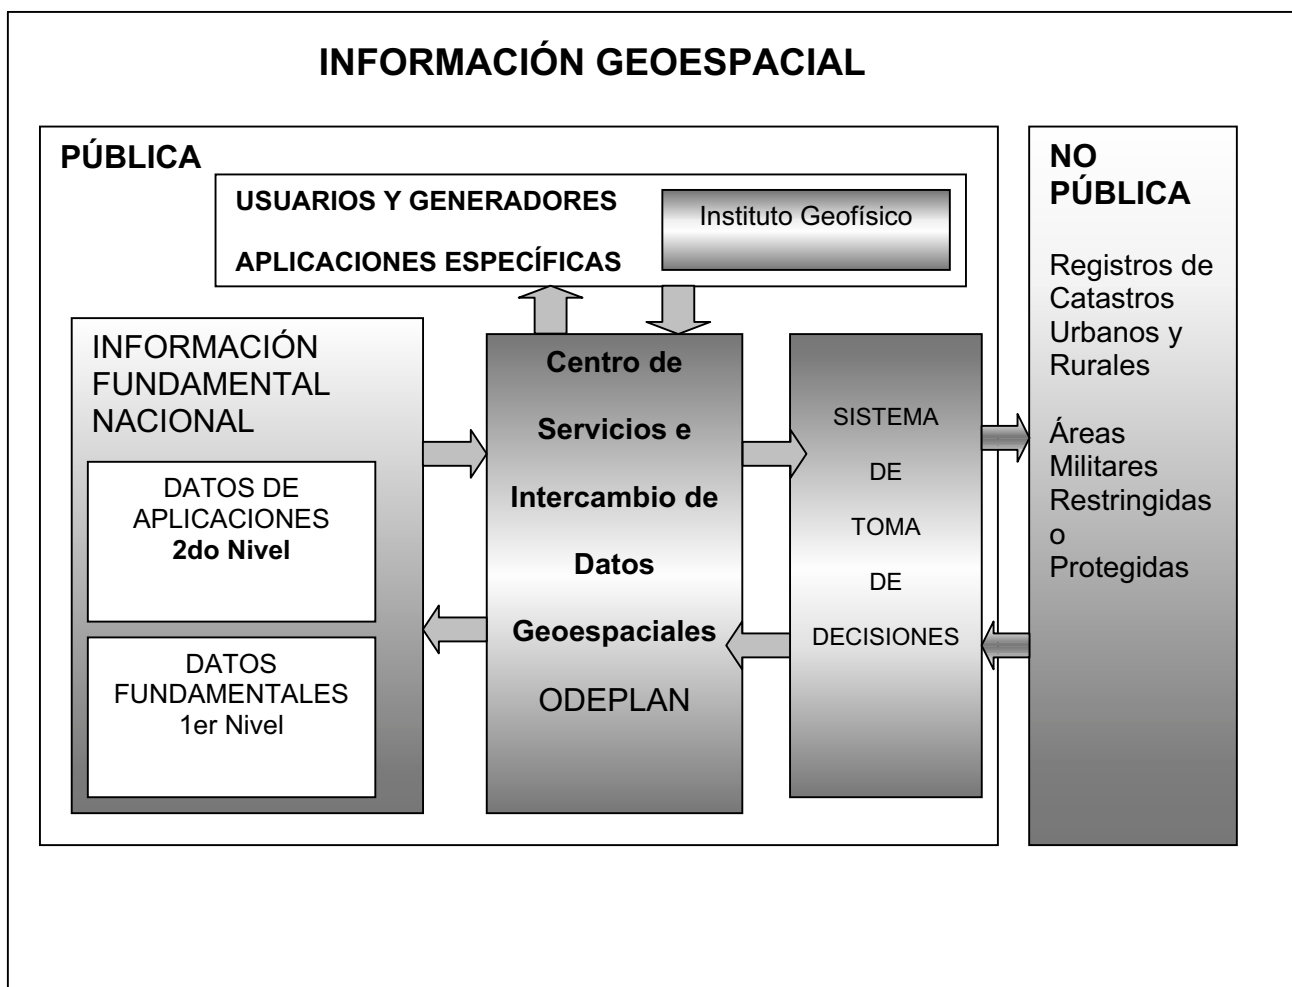 INFORMACIÓN GEOESPACIAL
PÚBLICA
USUARIOS Y GENERADORES
APLICACIONES ESPECÍFICAS
Instituto Geofísico
INFORMACIÓN
FUNDAMENTAL
NACIONAL
DATOS DE
APLICACIONES
2do Nivel
DATOS
FUNDAMENTALES
1er Nivel
Centro de
Servicios e
Intercambio de
Datos
Geoespaciales
ODEPLAN
SISTEMA
DE
TOMA
DE
DECISIONES
NO
PÚBLICA
Registros de
Catastros
Urbanos y
Rurales
Áreas
Militares
Restringidas
o
Protegidas